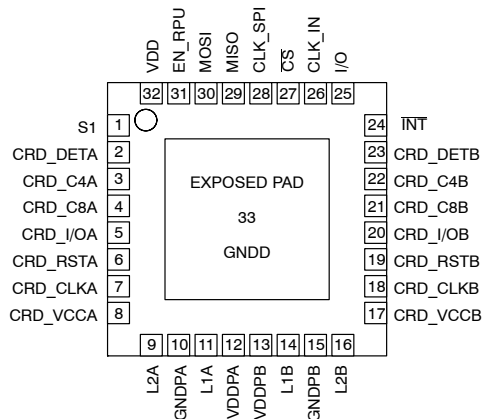 VDD
EN_RPU
MOSI
MISO
CLK_SPI
CS
CLK_IN
I/O
32 31 30 29 28 27 26 25
S1 1
CRD_DETA 2
CRD_C4A 3
CRD_C8A 4
CRD_I/OA 5
CRD_RSTA 6
CRD_CLKA 7
CRD_VCCA 8
EXPOSED PAD
33
GNDD
24 INT
23 CRD_DETB
22 CRD_C4B
21 CRD_C8B
20 CRD_I/OB
19 CRD_RSTB
18 CRD_CLKB
17 CRD_VCCB
9 10 11 12 13 14 15 16
L2A
GNDPA
L1A
VDDPA
VDDPB
L1B
GNDPB
L2B